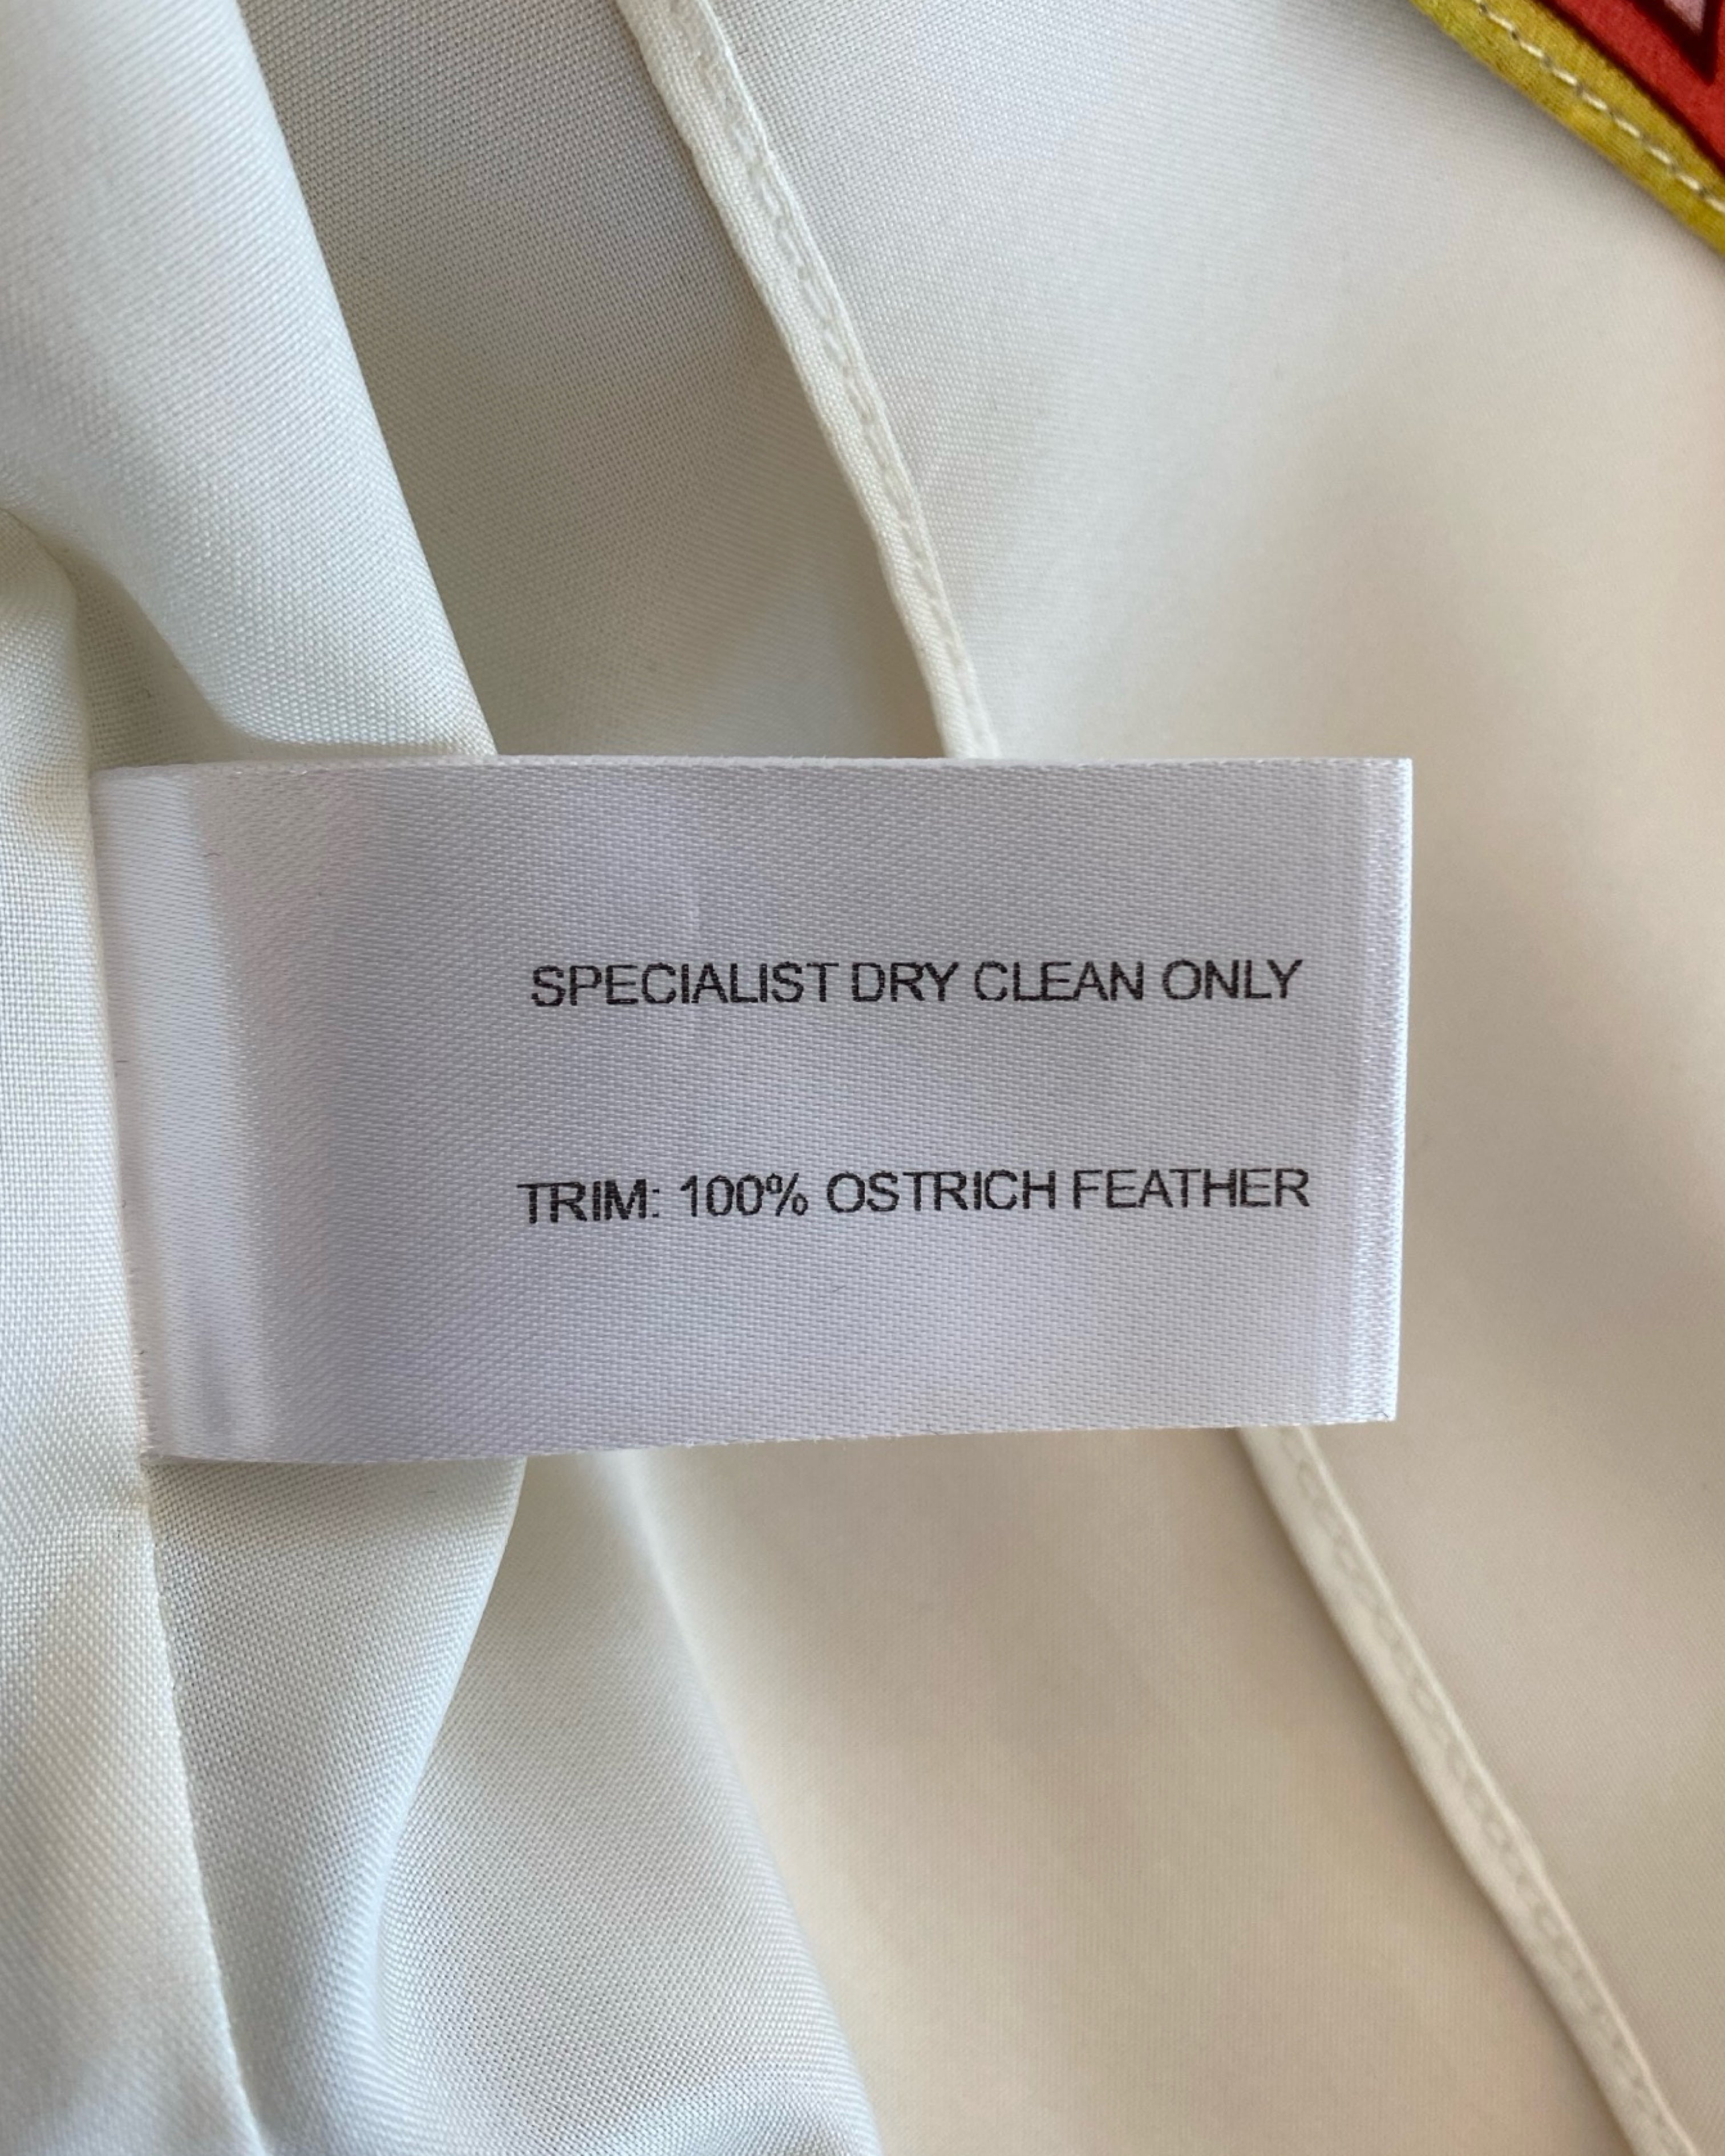 SPECIALIST DRY CLEAN ONLY
TRIM: 100% OSTRICH FEATHER